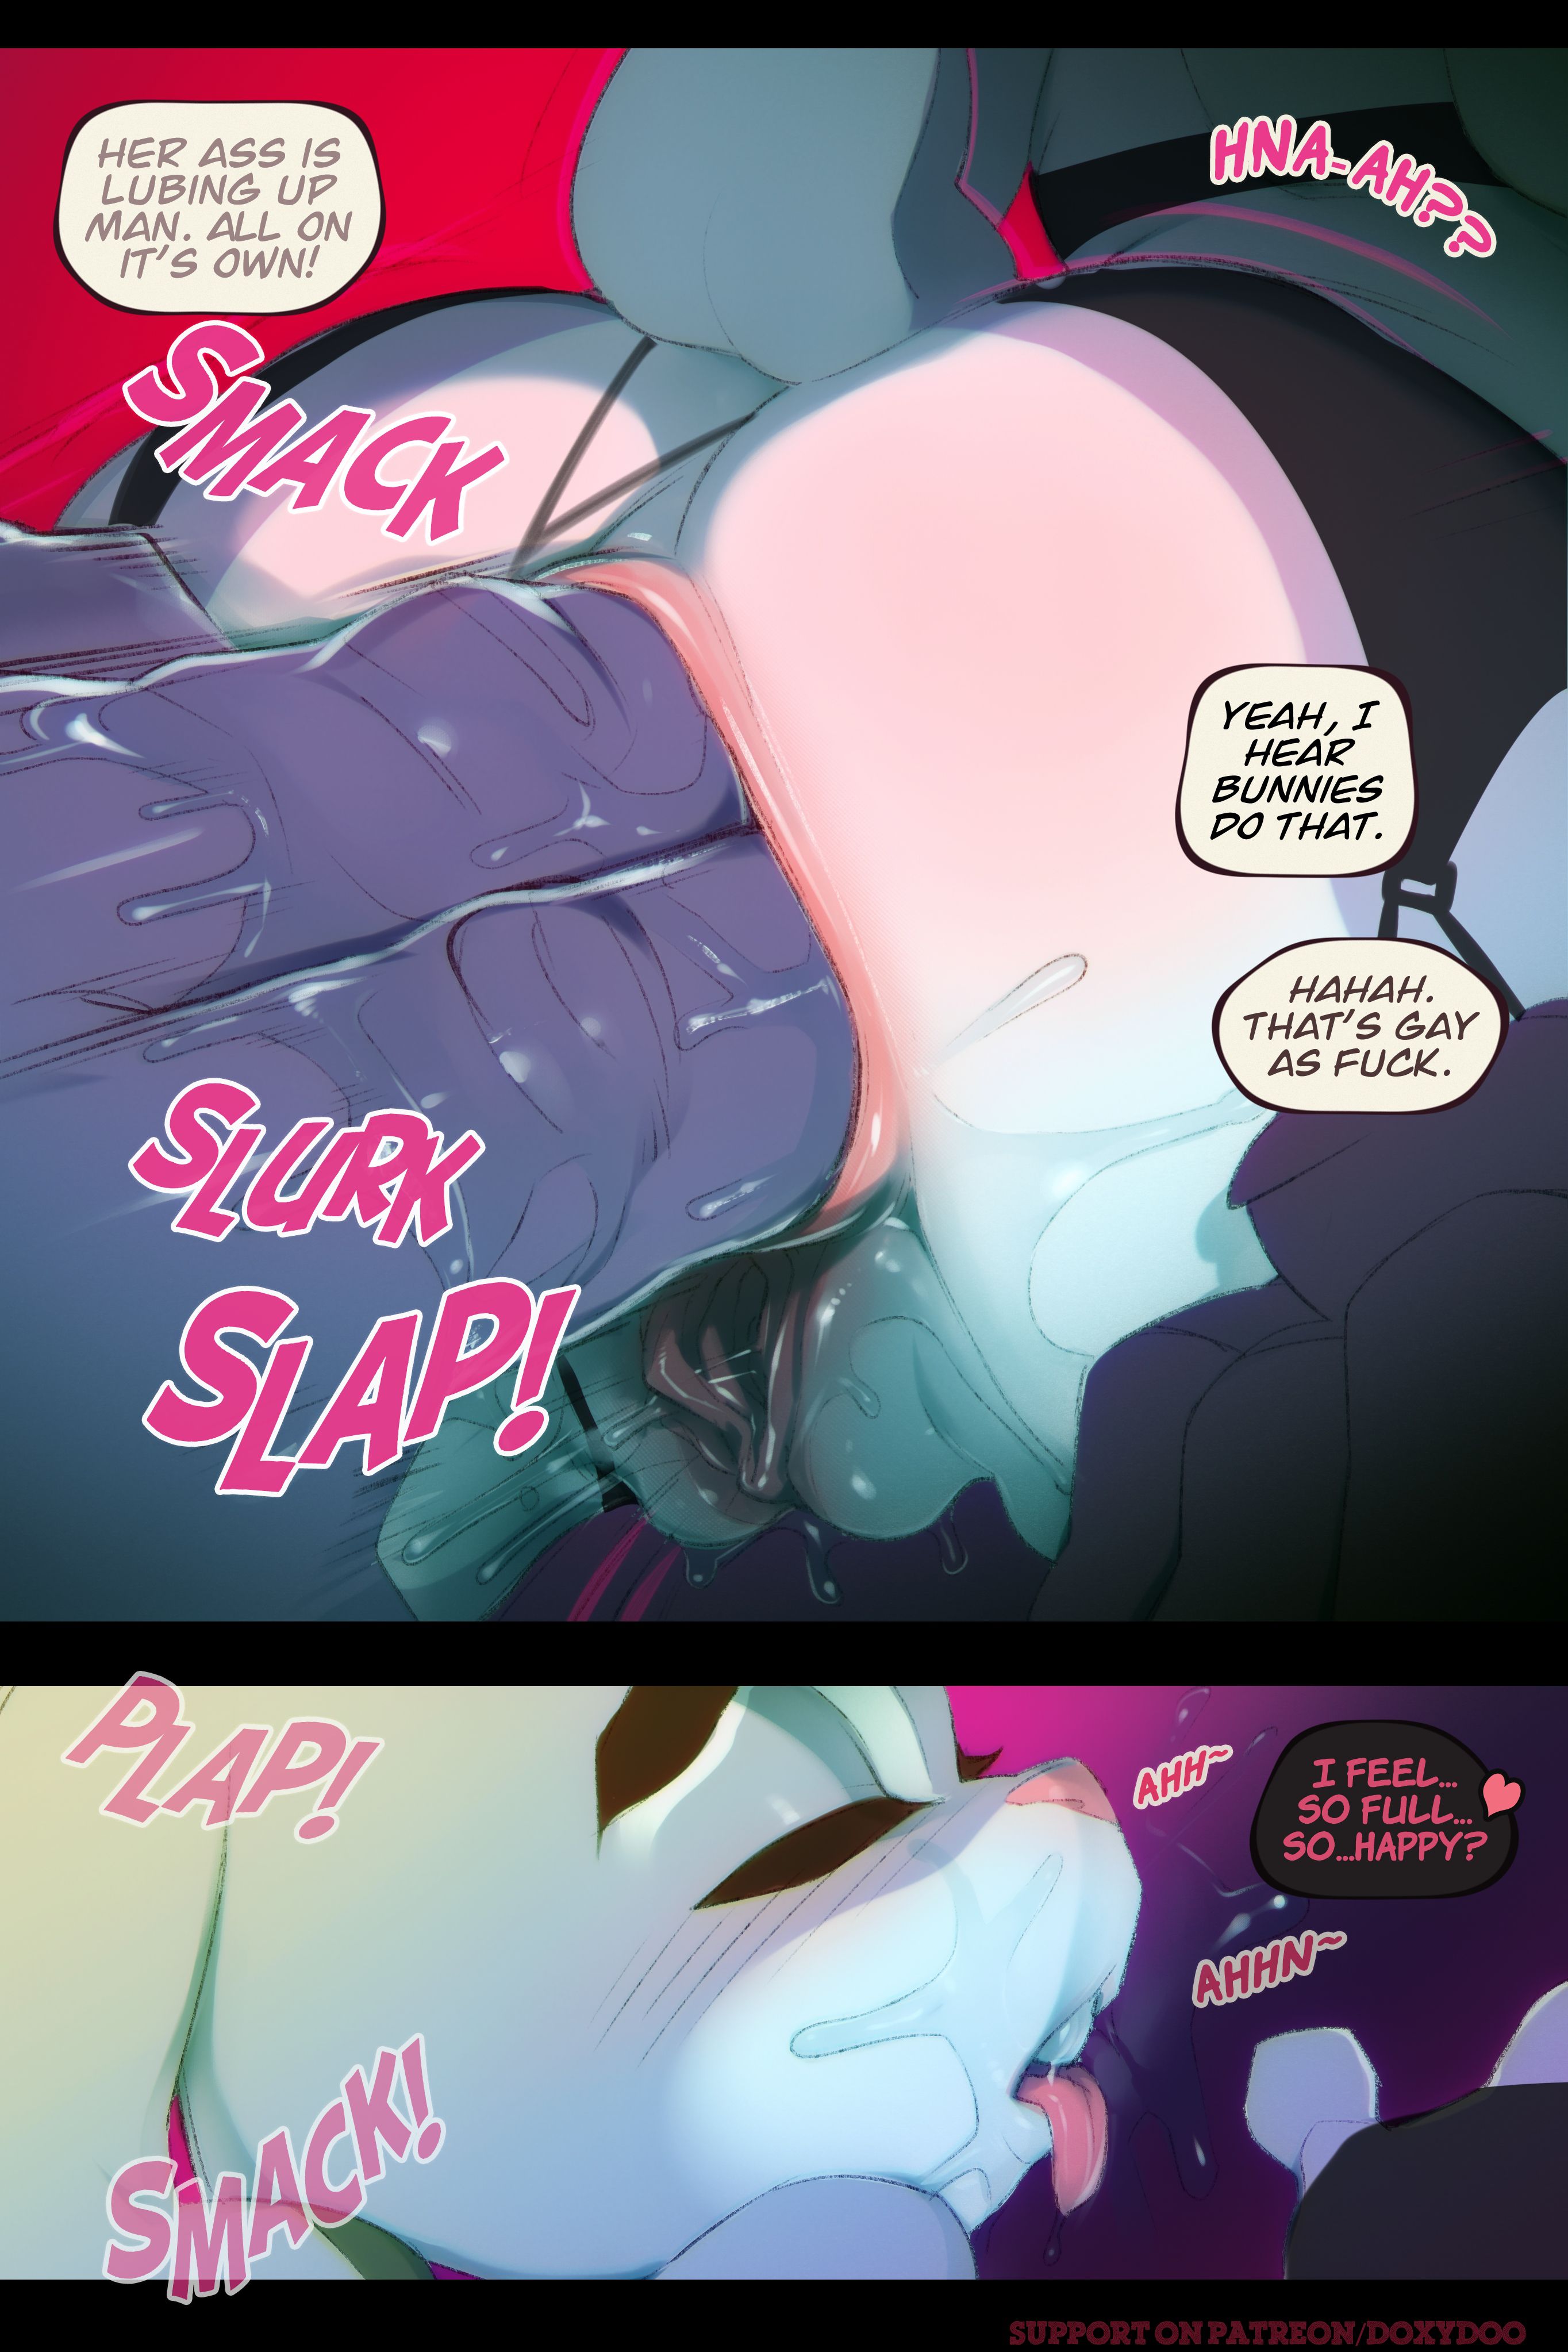 HER ASS IS
LUBING UP
MAN. ALL ON
IT'S OWN!
HNA-AH??
SMACK
YEAH, I
HEAR
BUNNIES
DO THAT.
HAHAH.
THAT'S GAY
AS FUCK.
SLURK
SLAP!
PLAP!
AHH~
I FEEL...
SO FULL...
SO...HAPPY?
AHHN~
SMACK!
SUPPORT ON PATREON/DOXYDOO